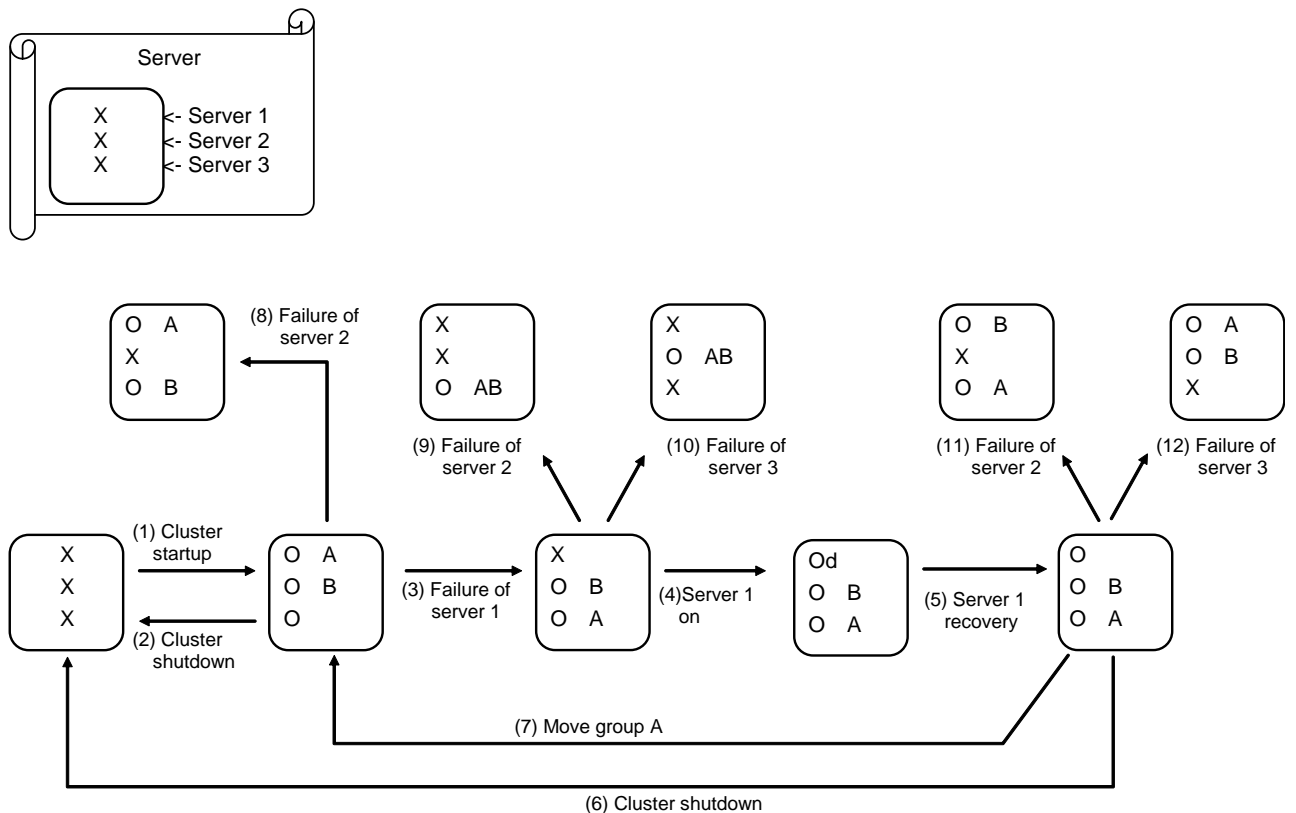 Server
X <- Server 1
X <- Server 2
X <- Server 3
O A
X
O B
(8) Failure of
server 2
X
X
O AB
(9) Failure of
server 2
X
O AB
X
(10) Failure of
server 3
O B
X
O A
(11) Failure of
server 2
O A
O B
X
(12) Failure of
server 3
X
X
X
(1) Cluster
startup
(2) Cluster
shutdown
O A
O B
O
(3) Failure of
server 1
X
O B
O A
(4)Server 1
on
Od
O B
O A
(5) Server 1
recovery
O
O B
O A
(7) Move group A
(6) Cluster shutdown